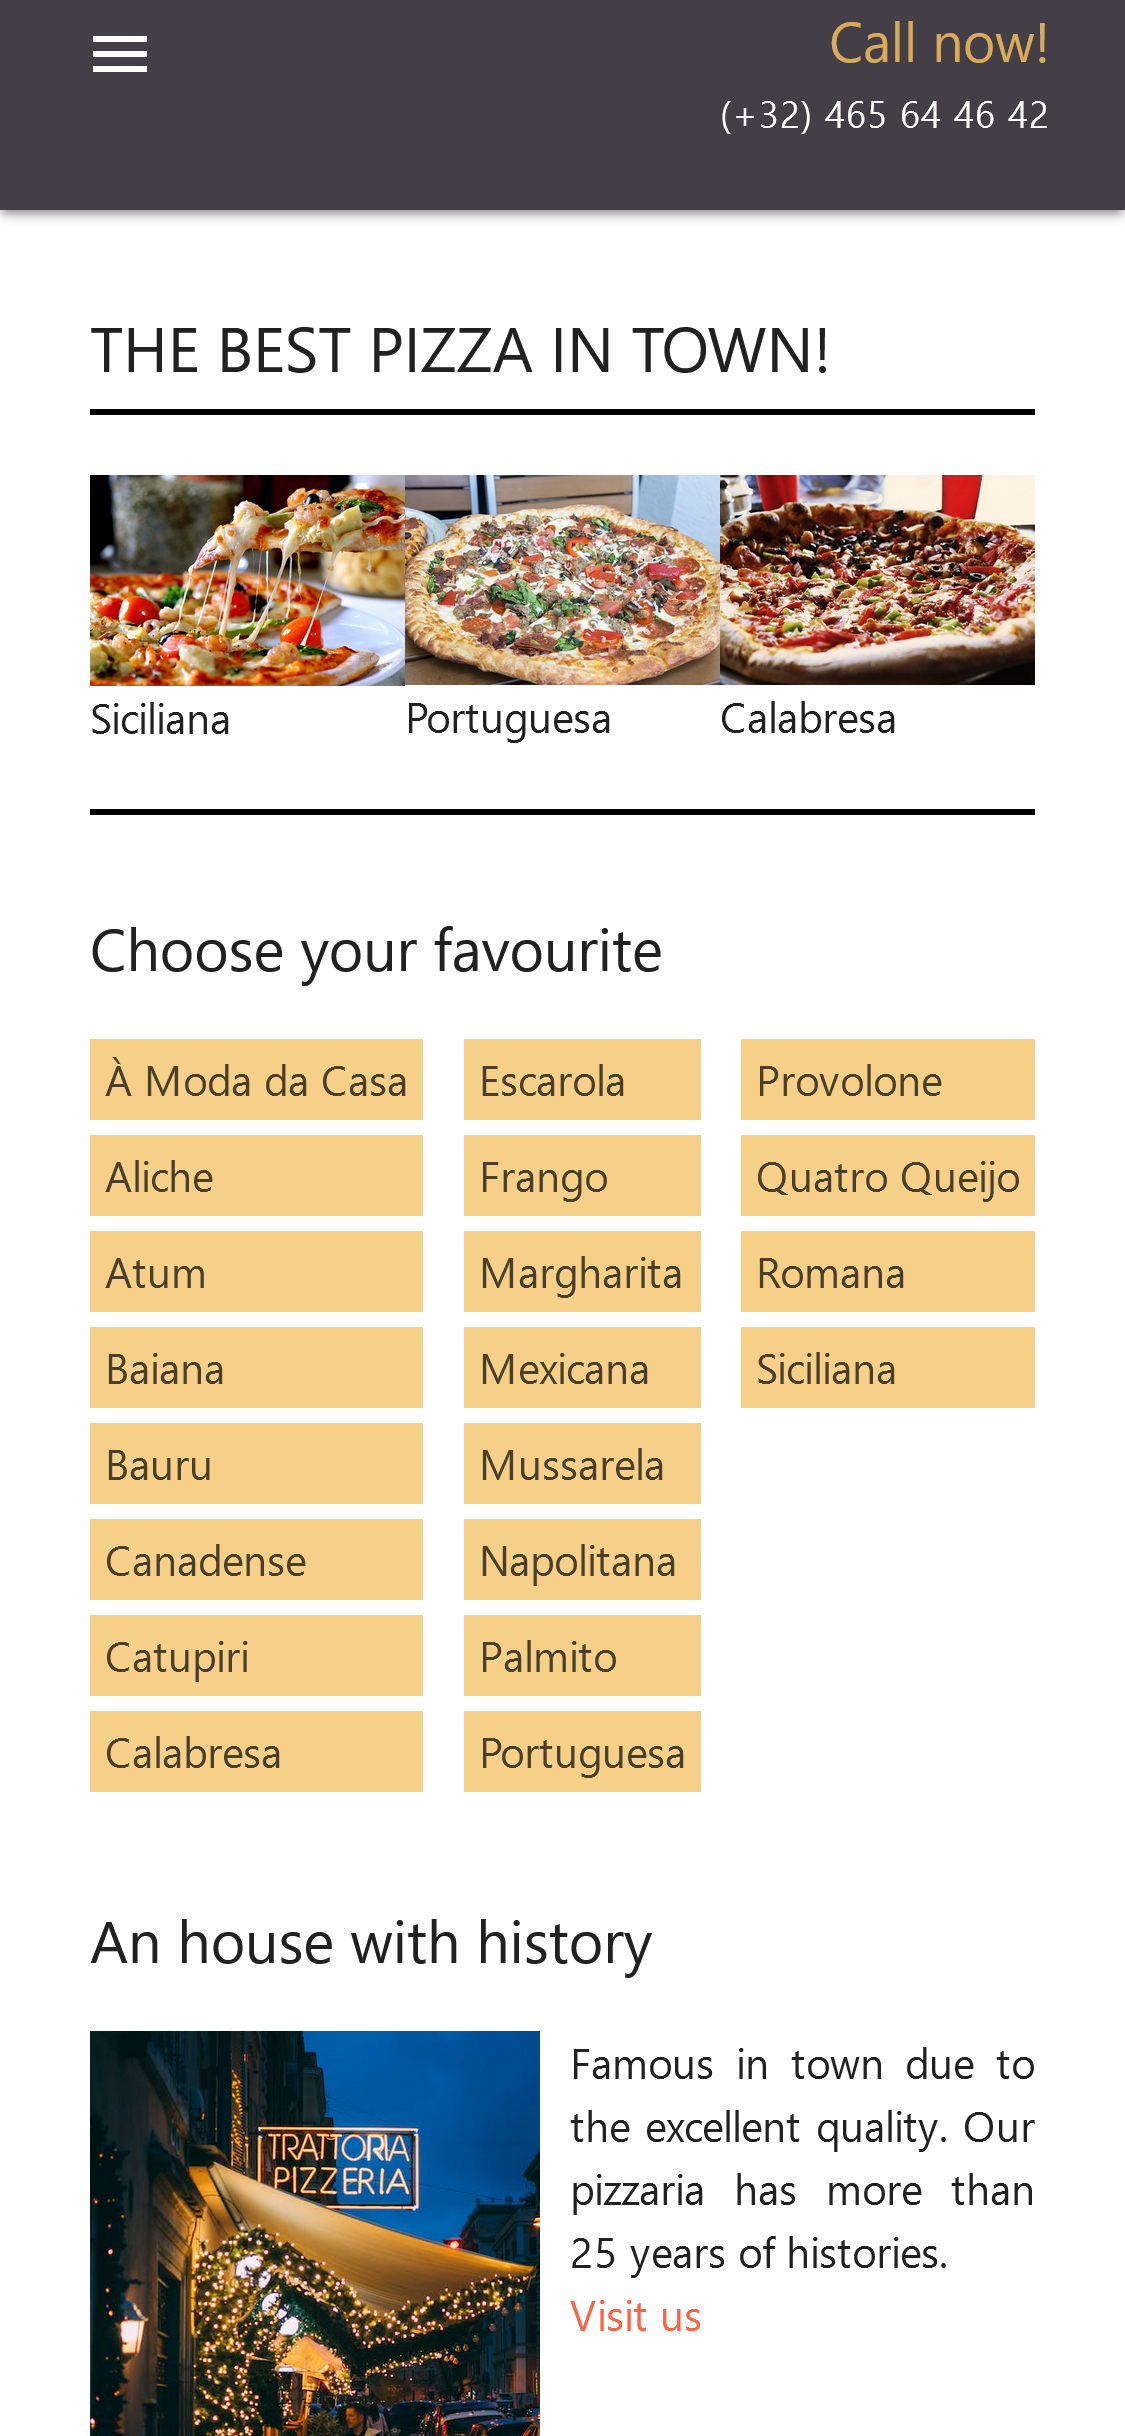 Call now!
(+32) 465 64 46 42
THE BEST PIZZA IN TOWN!
Siciliana
Portuguesa
Calabresa
Choose your favourite
À Moda da Casa
Aliche
Atum
Baiana
Bauru
Canadense
Catupiri
Calabresa
Escarola
Frango
Margharita
Mexicana
Mussarela
Napolitana
Palmito
Portuguesa
Provolone
Quatro Queijo
Romana
Siciliana
An house with history
TRATTORIA
PIZZERIA
Famous in town due to
the excellent quality. Our
pizzaria has more than
25 years of histories.
Visit us